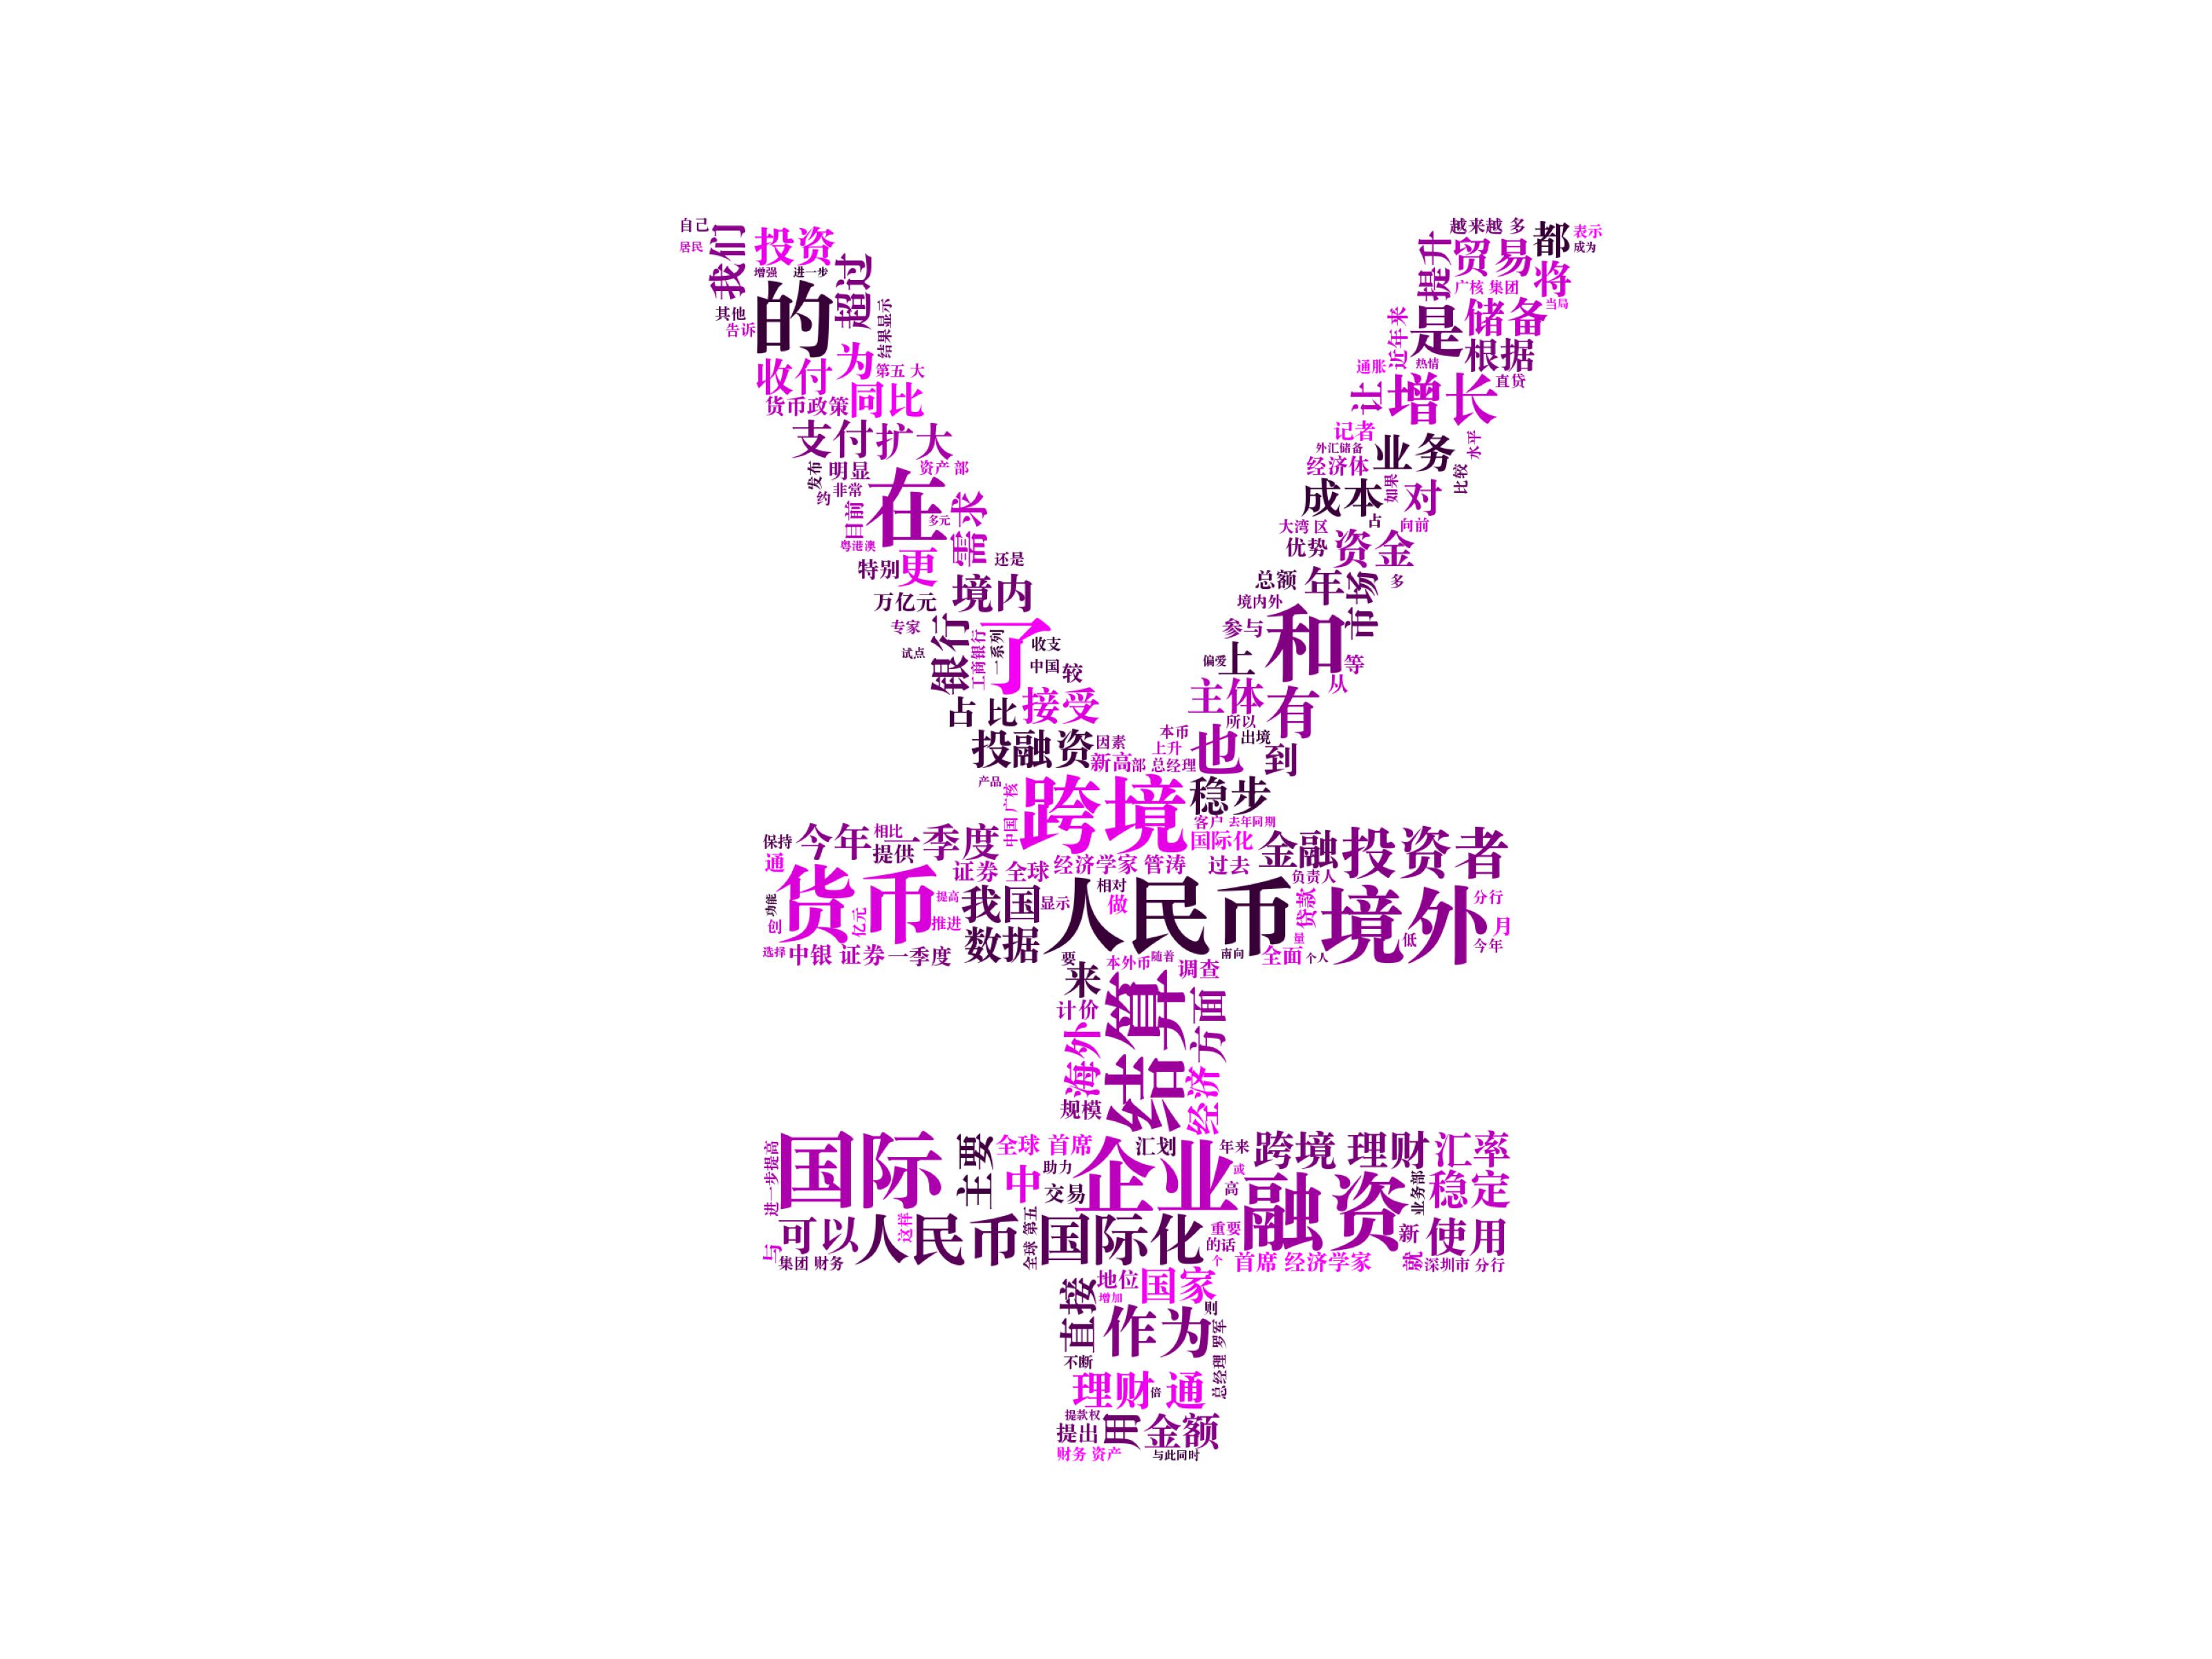 自己
居民
我们
投资
增强
进一步
超过
的
其他
告诉
结果显示
为
收付
第五 大
货币政策
同比
支付
扩大
发布
明显
资产 部
约
非常
目前
在
多元
需求
粤港澳
特别
更
还是
万亿元
境内
专家
银行
工商银行
一系列
了
收支
试点
中国
较
占比
接受
投融资
因素
新高
越来越 多
都
表示
成为
提升
贸易
将
广核 集团
当局
近年来
是
储备
根据
通胀
热情
让
增长
直贷
记者
外汇储备
业务
水平
经济体
成本
如果
对
比较
占
大湾 区
向前
优势
资金
总额
年
市场
多
境内外
参与
和
偏爱
上
等
从
主体
有
所以
本币
上升
也
出境
到
部 总经理
产品
中国 广核
跨境
稳步
客户
去年同期
国际化
保持
今年
相比
一季度
提供
通
证券 全球
经济学家 管涛
过去
金融
投资者
负责人
功能
包
货币
亿元
提高
推进
我国
显示
相对
做
人民币
贷款
量
境外
分行
月
低
今年
选择
中银 证券
一季度
数据
要
南向
全面
个人
来
本外币
随着
调查
计价
结算
方面
海外
规模
经济
进一步提高
国际
主要
全球 首席
汇划
年来
跨境 理财
汇率
中
助力
交易
企业
或
高
融资
业务部
稳定
与
可以
人民币
这样
国际化
全球 第五
重要
的话
个
新
使用
集团 财务
首席 经济学家
就
深圳市 分行
直接
地位
国家
增加
作为
则
总经理 罗军
不断
理财
倍
通
提款权
提出
用
金额
财务 资产
与此同时